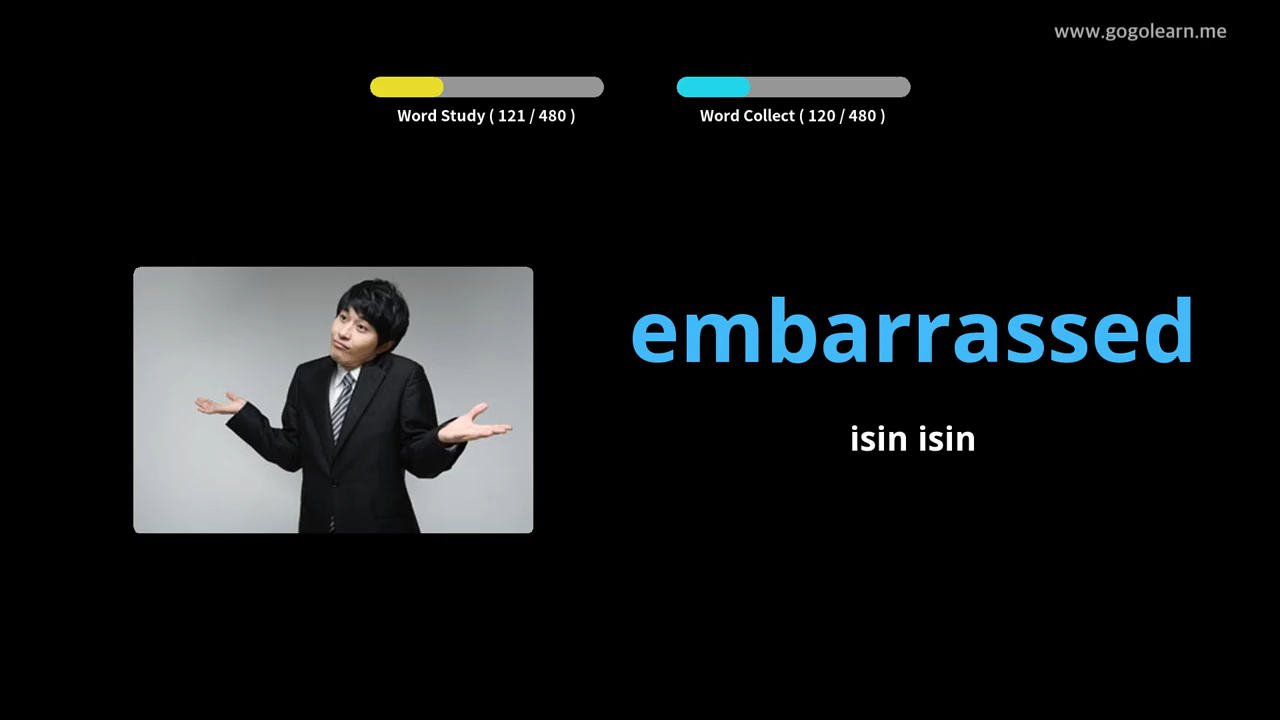 www.gogolearn.me
Word Study ( 121 / 480 )
Word Collect ( 120 / 480 )
embarrassed
isin isin